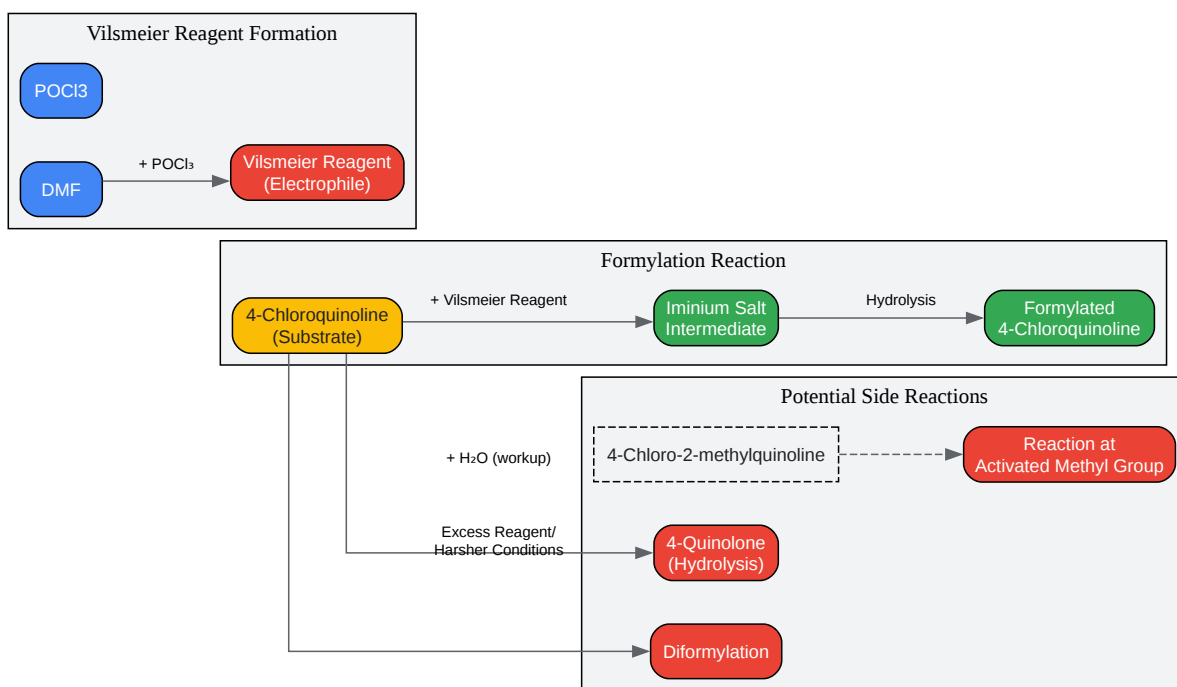 Vilsmeier Reagent Formation
POCl3
DMF
+ POCl₃
Vilsmeier Reagent
(Electrophile)
Formylation Reaction
4-Chloroquinoline
(Substrate)
+ Vilsmeier Reagent
Iminium Salt
Intermediate
Hydrolysis
Formylated
4-Chloroquinoline
Potential Side Reactions
4-Chloro-2-methylquinoline
Reaction at
Activated Methyl Group
+ H₂O (workup)
Excess Reagent/
Harsher Conditions
4-Quinolone
(Hydrolysis)
Diformylation